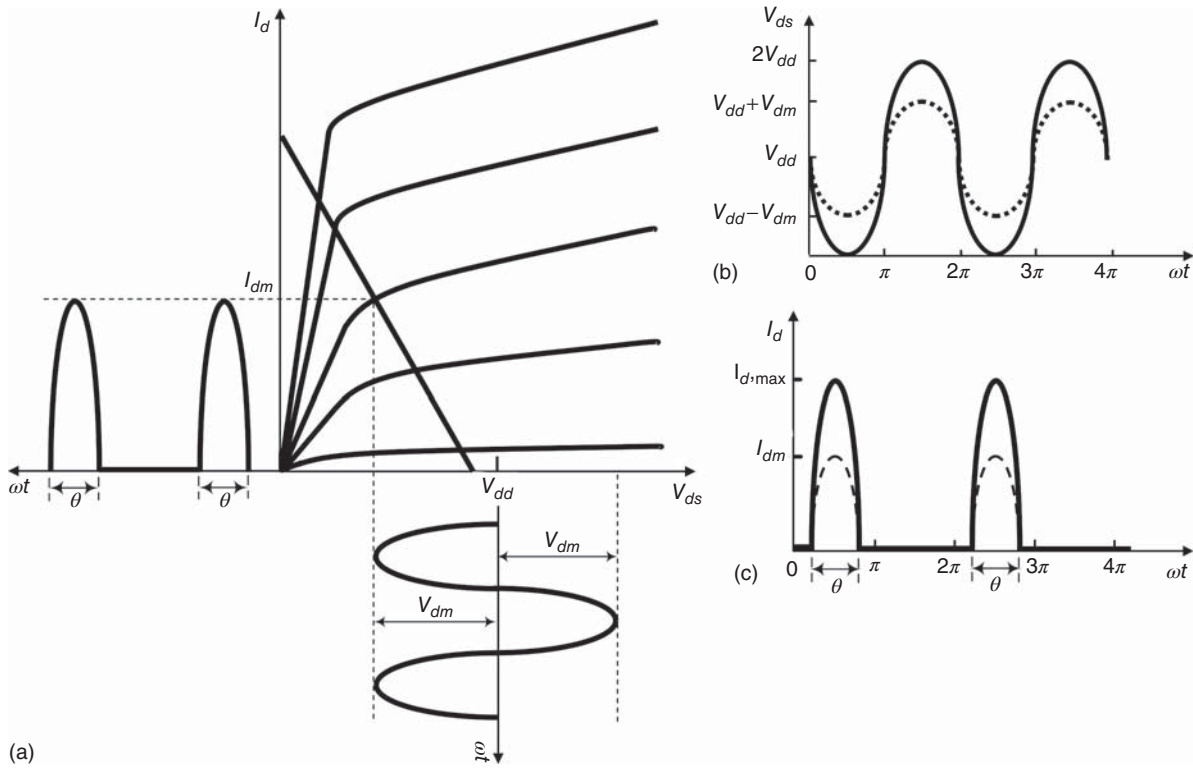 I_d
I_dm
ωt
θ
θ
V_dd
V_ds
V_dm
V_dm
ωt
(a)
V_ds
2V_dd
V_dd+V_dm
V_dd
V_dd−V_dm
(b)
0
π
2π
3π
4π
ωt
I_d
I_d,max
I_dm
(c)
0
θ
π
2π
θ
3π
4π
ωt